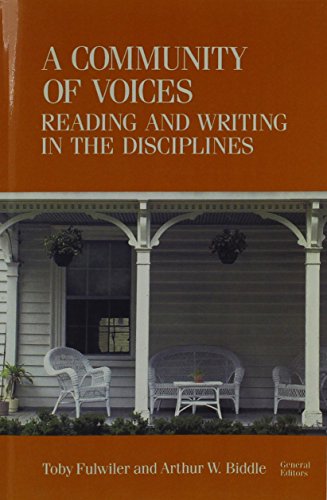 A COMMUNITY
OF VOICES
READING AND WRITING
IN THE DISCIPLINES
Toby Fulwiler and Arthur W. Biddle
General
Editors